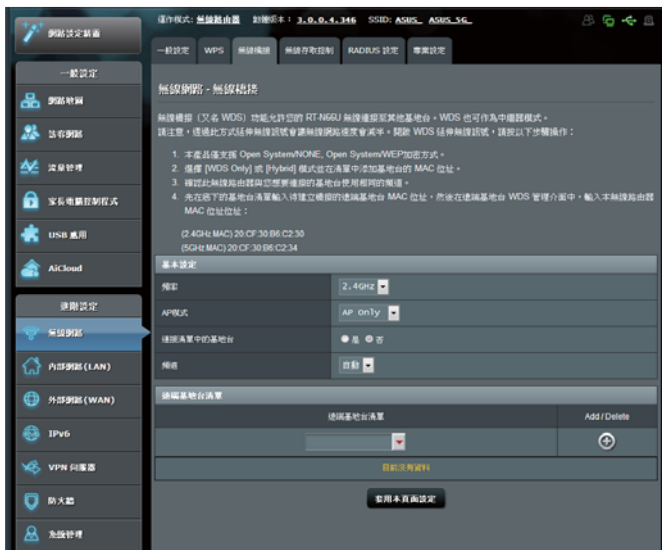 運作模式: 無線路由器 韌體版本: 3.0.0.4.346 SSID: ASUS_ ASUS_5G_
網路設定精靈
一般設定 WPS 無線橋接 無線存取控制 RADIUS 設定 專業設定
一般設定
網路地圖
訪客網路
流量管理
家長電腦控制程式
USB 應用
AiCloud
進階設定
無線網路
內部網路(LAN)
外部網路(WAN)
IPv6
VPN 伺服器
防火牆
系統管理
無線網路 - 無線橋接
無線橋接(又名 WDS)功能允許您的 RT-N66U 無線連接至其他基地台。WDS 也可作為中繼器模式。
請注意,透過此方式延伸無線訊號會讓無線網路速度會減半。開啟 WDS 延伸無線訊號,請按以下步驟操作:
1. 本產品僅支援 Open System/NONE, Open System/WEP加密方式。
2. 選擇 [WDS Only] 或 [Hybrid] 模式並在清單中添加基地台的 MAC 位址。
3. 確認此無線路由器與您想要連接的基地台使用相同的頻道。
4. 先在底下的基地台清單輸入待建立橋接的遠端基地台 MAC 位址,然後在遠端基地台 WDS 管理介面中,輸入本無線路由器
MAC 位址位址:
(2.4GHz MAC) 20:CF:30:B6:C2:30
(5GHz MAC) 20:CF:30:B6:C2:34
基本設定
頻率 2.4GHz
AP模式 AP Only
連接清單中的基地台 是 否
頻道 自動
遠端基地台清單
遠端基地台清單 Add / Delete
目前沒有資料
套用本頁面設定